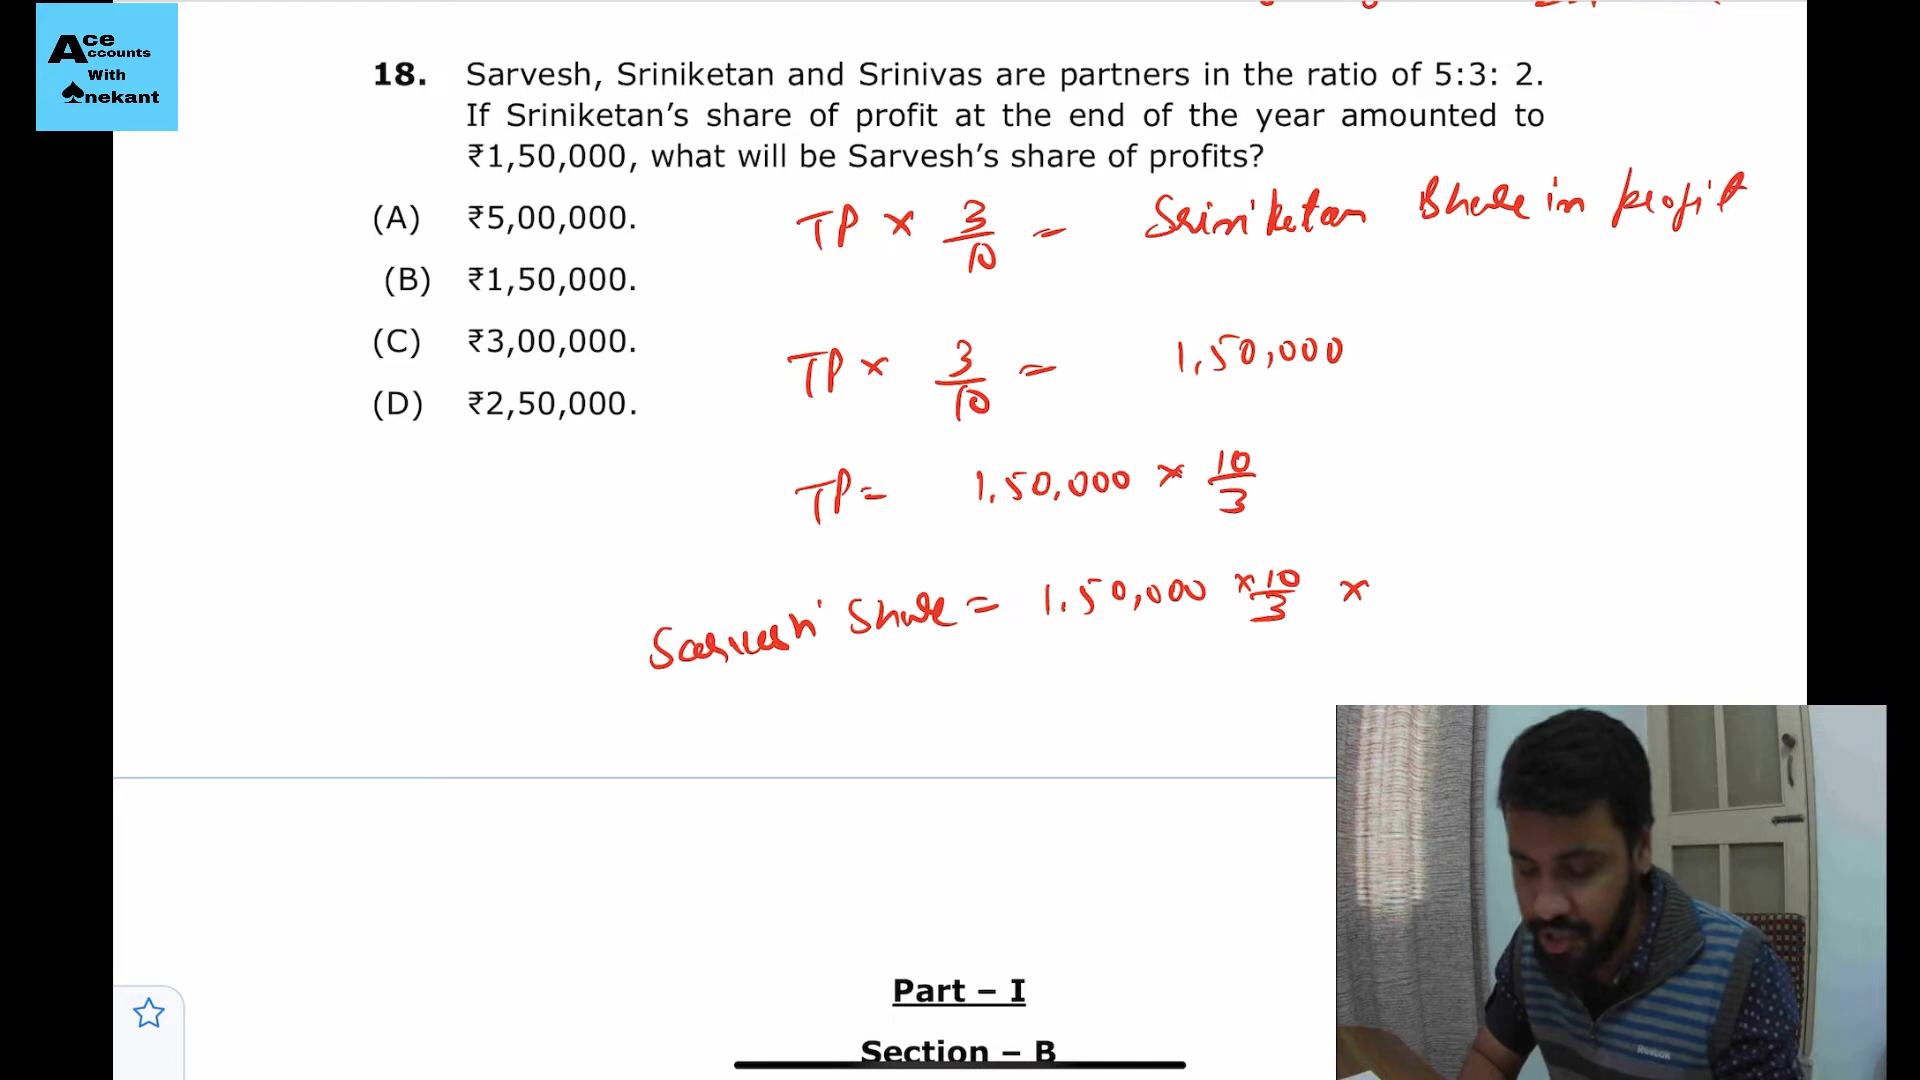 Ace
Accounts
With
Anekant
18. Sarvesh, Sriniketan and Srinivas are partners in the ratio of 5:3: 2.
If Sriniketan’s share of profit at the end of the year amounted to
₹1,50,000, what will be Sarvesh’s share of profits?
(A) ₹5,00,000.
(B) ₹1,50,000.
(C) ₹3,00,000.
(D) ₹2,50,000.
TP × 3/10 = Sriniketan Share in profit
TP × 3/10 = 1,50,000
TP = 1,50,000 × 10/3
Sarvesh' Share = 1,50,000 × 10/3 ×
Part – I
Section – B
Reebok